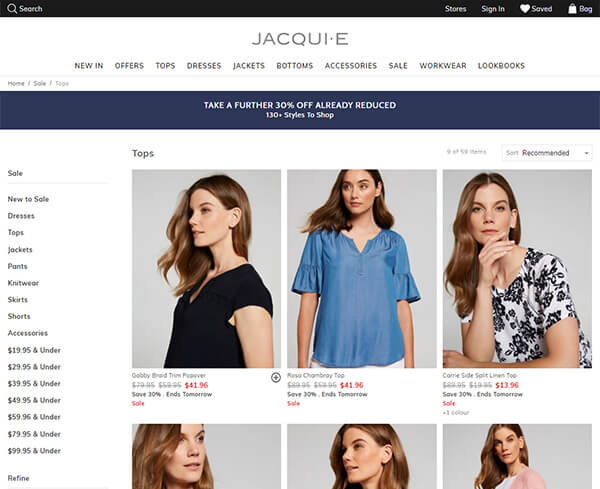 Search
Stores
Sign In
Saved
Bag
JACQUI·E
NEW IN
OFFERS
TOPS
DRESSES
JACKETS
BOTTOMS
ACCESSORIES
SALE
WORKWEAR
LOOKBOOKS
Home / Sale / Tops
TAKE A FURTHER 30% OFF ALREADY REDUCED
130+ Styles To Shop
Tops
9 of 59 items
Sort Recommended
Sale
New to Sale
Dresses
Tops
Jackets
Pants
Knitwear
Skirts
Shorts
Accessories
$19.95 & Under
$29.95 & Under
$39.95 & Under
$49.95 & Under
$59.96 & Under
$79.95 & Under
$99.95 & Under
Refine
Gabby Braid Trim Popover
$79.95 $59.95 $41.96
Save 30% . Ends Tomorrow
Sale
Rosa Chambray Top
$89.95 $59.95 $41.96
Save 30% . Ends Tomorrow
Sale
Carrie Side Split Linen Top
$89.95 $19.95 $13.96
Save 30% . Ends Tomorrow
Sale
+1 colour